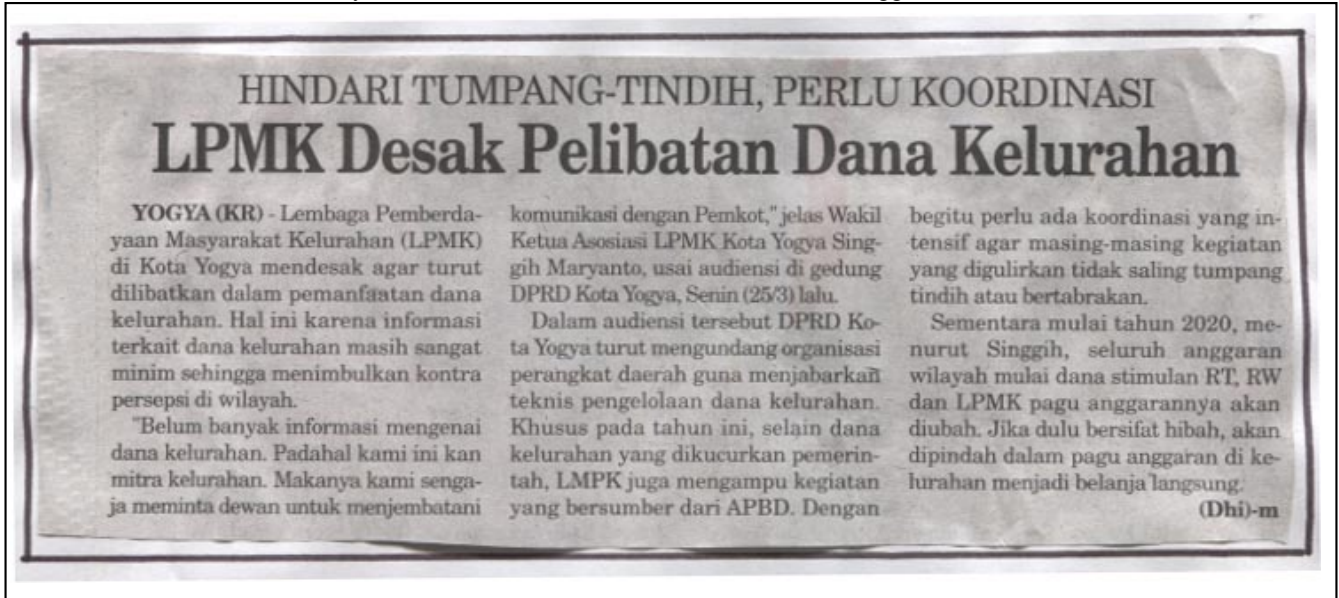 HINDARI TUMPANG-TINDIH, PERLU KOORDINASI
LPMK Desak Pelibatan Dana Kelurahan
YOGYA (KR) - Lembaga Pemberda-
yaan Masyarakat Kelurahan (LPMK)
di Kota Yogya mendesak agar turut
dilibatkan dalam pemanfaatan dana
kelurahan. Hal ini karena informasi
terkait dana kelurahan masih sangat
minim sehingga menimbulkan kontra
persepsi di wilayah.
"Belum banyak informasi mengenai
dana kelurahan. Padahal kami ini kan
mitra kelurahan. Makanya kami senga-
ja meminta dewan untuk menjembatani
komunikasi dengan Pemkot," jelas Wakil
Ketua Asosiasi LPMK Kota Yogya Sing-
gih Maryanto, usai audiensi di gedung
DPRD Kota Yogya, Senin (25/3) lalu.
Dalam audiensi tersebut DPRD Ko-
ta Yogya turut mengundang organisasi
perangkat daerah guna menjabarkan
teknis pengelolaan dana kelurahan.
Khusus pada tahun ini, selain dana
kelurahan yang dikucurkan pemerin-
tah, LMPK juga mengampu kegiatan
yang bersumber dari APBD. Dengan
begitu perlu ada koordinasi yang in-
tensif agar masing-masing kegiatan
yang digulirkan tidak saling tumpang
tindih atau bertabrakan.
Sementara mulai tahun 2020, me-
nurut Singgih, seluruh anggaran
wilayah mulai dana stimulan RT, RW
dan LPMK pagu anggarannya akan
diubah. Jika dulu bersifat hibah, akan
dipindah dalam pagu anggaran di ke-
lurahan menjadi belanja langsung.
(Dhi)-m